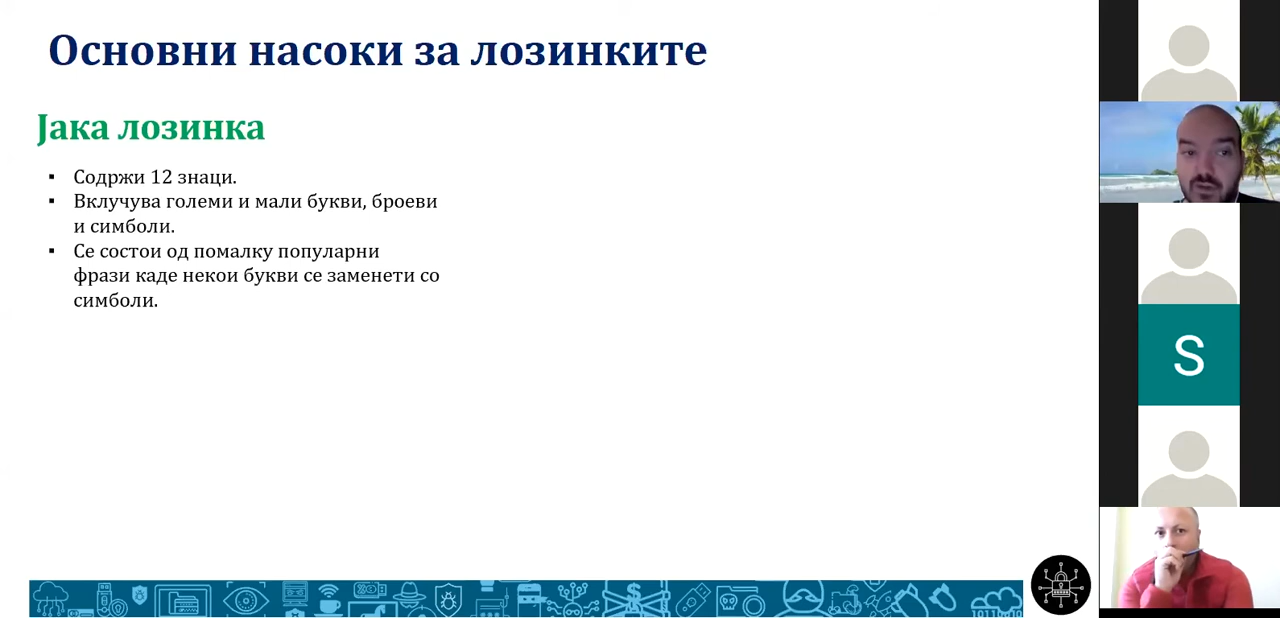 Основни насоки за лозинките
Јака лозинка
▪ Содржи 12 знаци.
▪ Вклучува големи и мали букви, броеви
и симболи.
▪ Се состои од помалку популарни
фрази каде некои букви се заменети со
симболи.
S
$
101101010